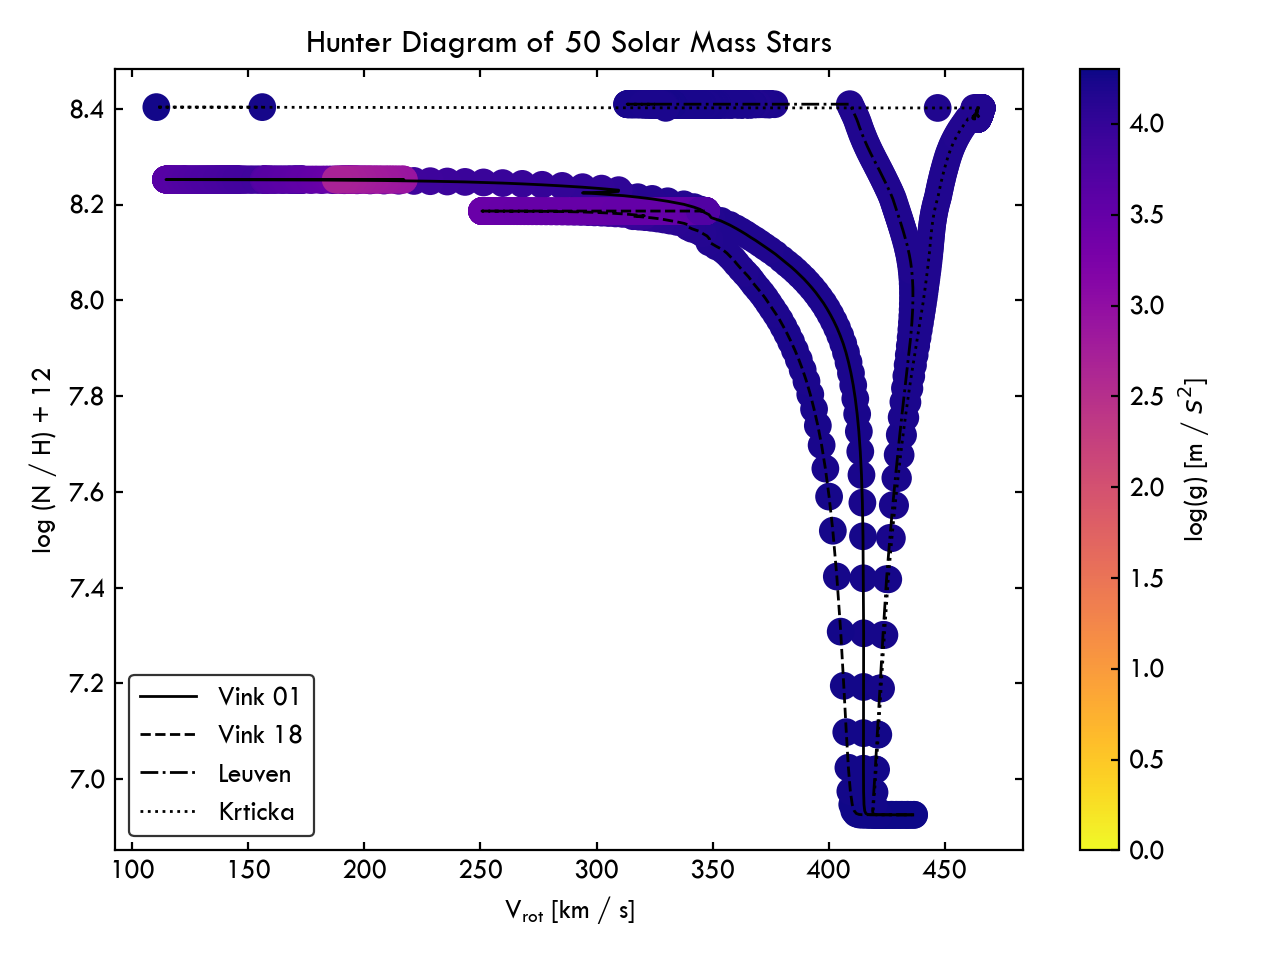 Hunter Diagram of 50 Solar Mass Stars
8.4
8.2
8.0
7.8
7.6
7.4
7.2
7.0
log (N / H) + 12
Vink 01
Vink 18
Leuven
Krticka
100 150 200 250 300 350 400 450
V_rot [km / s]
4.0
3.5
3.0
2.5
2.0
1.5
1.0
0.5
0.0
log(g) [m / s²]